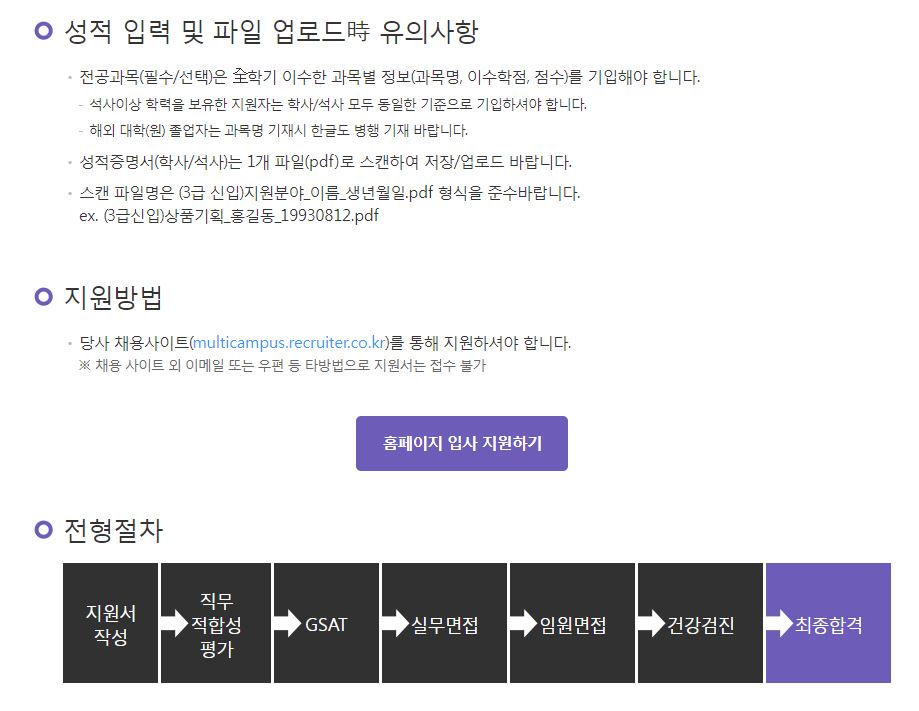 성적 입력 및 파일 업로드時 유의사항
전공과목(필수/선택)은 全학기 이수한 과목별 정보(과목명, 이수학점, 점수)를 기입해야 합니다.
- 석사이상 학력을 보유한 지원자는 학사/석사 모두 동일한 기준으로 기입하셔야 합니다.
- 해외 대학(원) 졸업자는 과목명 기재시 한글도 병행 기재 바랍니다.
성적증명서(학사/석사)는 1개 파일(pdf)로 스캔하여 저장/업로드 바랍니다.
스캔 파일명은 (3급 신입)지원분야_이름_생년월일.pdf 형식을 준수바랍니다.
ex. (3급신입)상품기획_홍길동_19930812.pdf
지원방법
당사 채용사이트(multicampus.recruiter.co.kr)를 통해 지원하셔야 합니다.
※ 채용 사이트 외 이메일 또는 우편 등 타방법으로 지원서는 접수 불가
홈페이지 입사 지원하기
전형절차
지원서
작성
직무
적합성
평가
GSAT
실무면접
임원면접
건강검진
최종합격